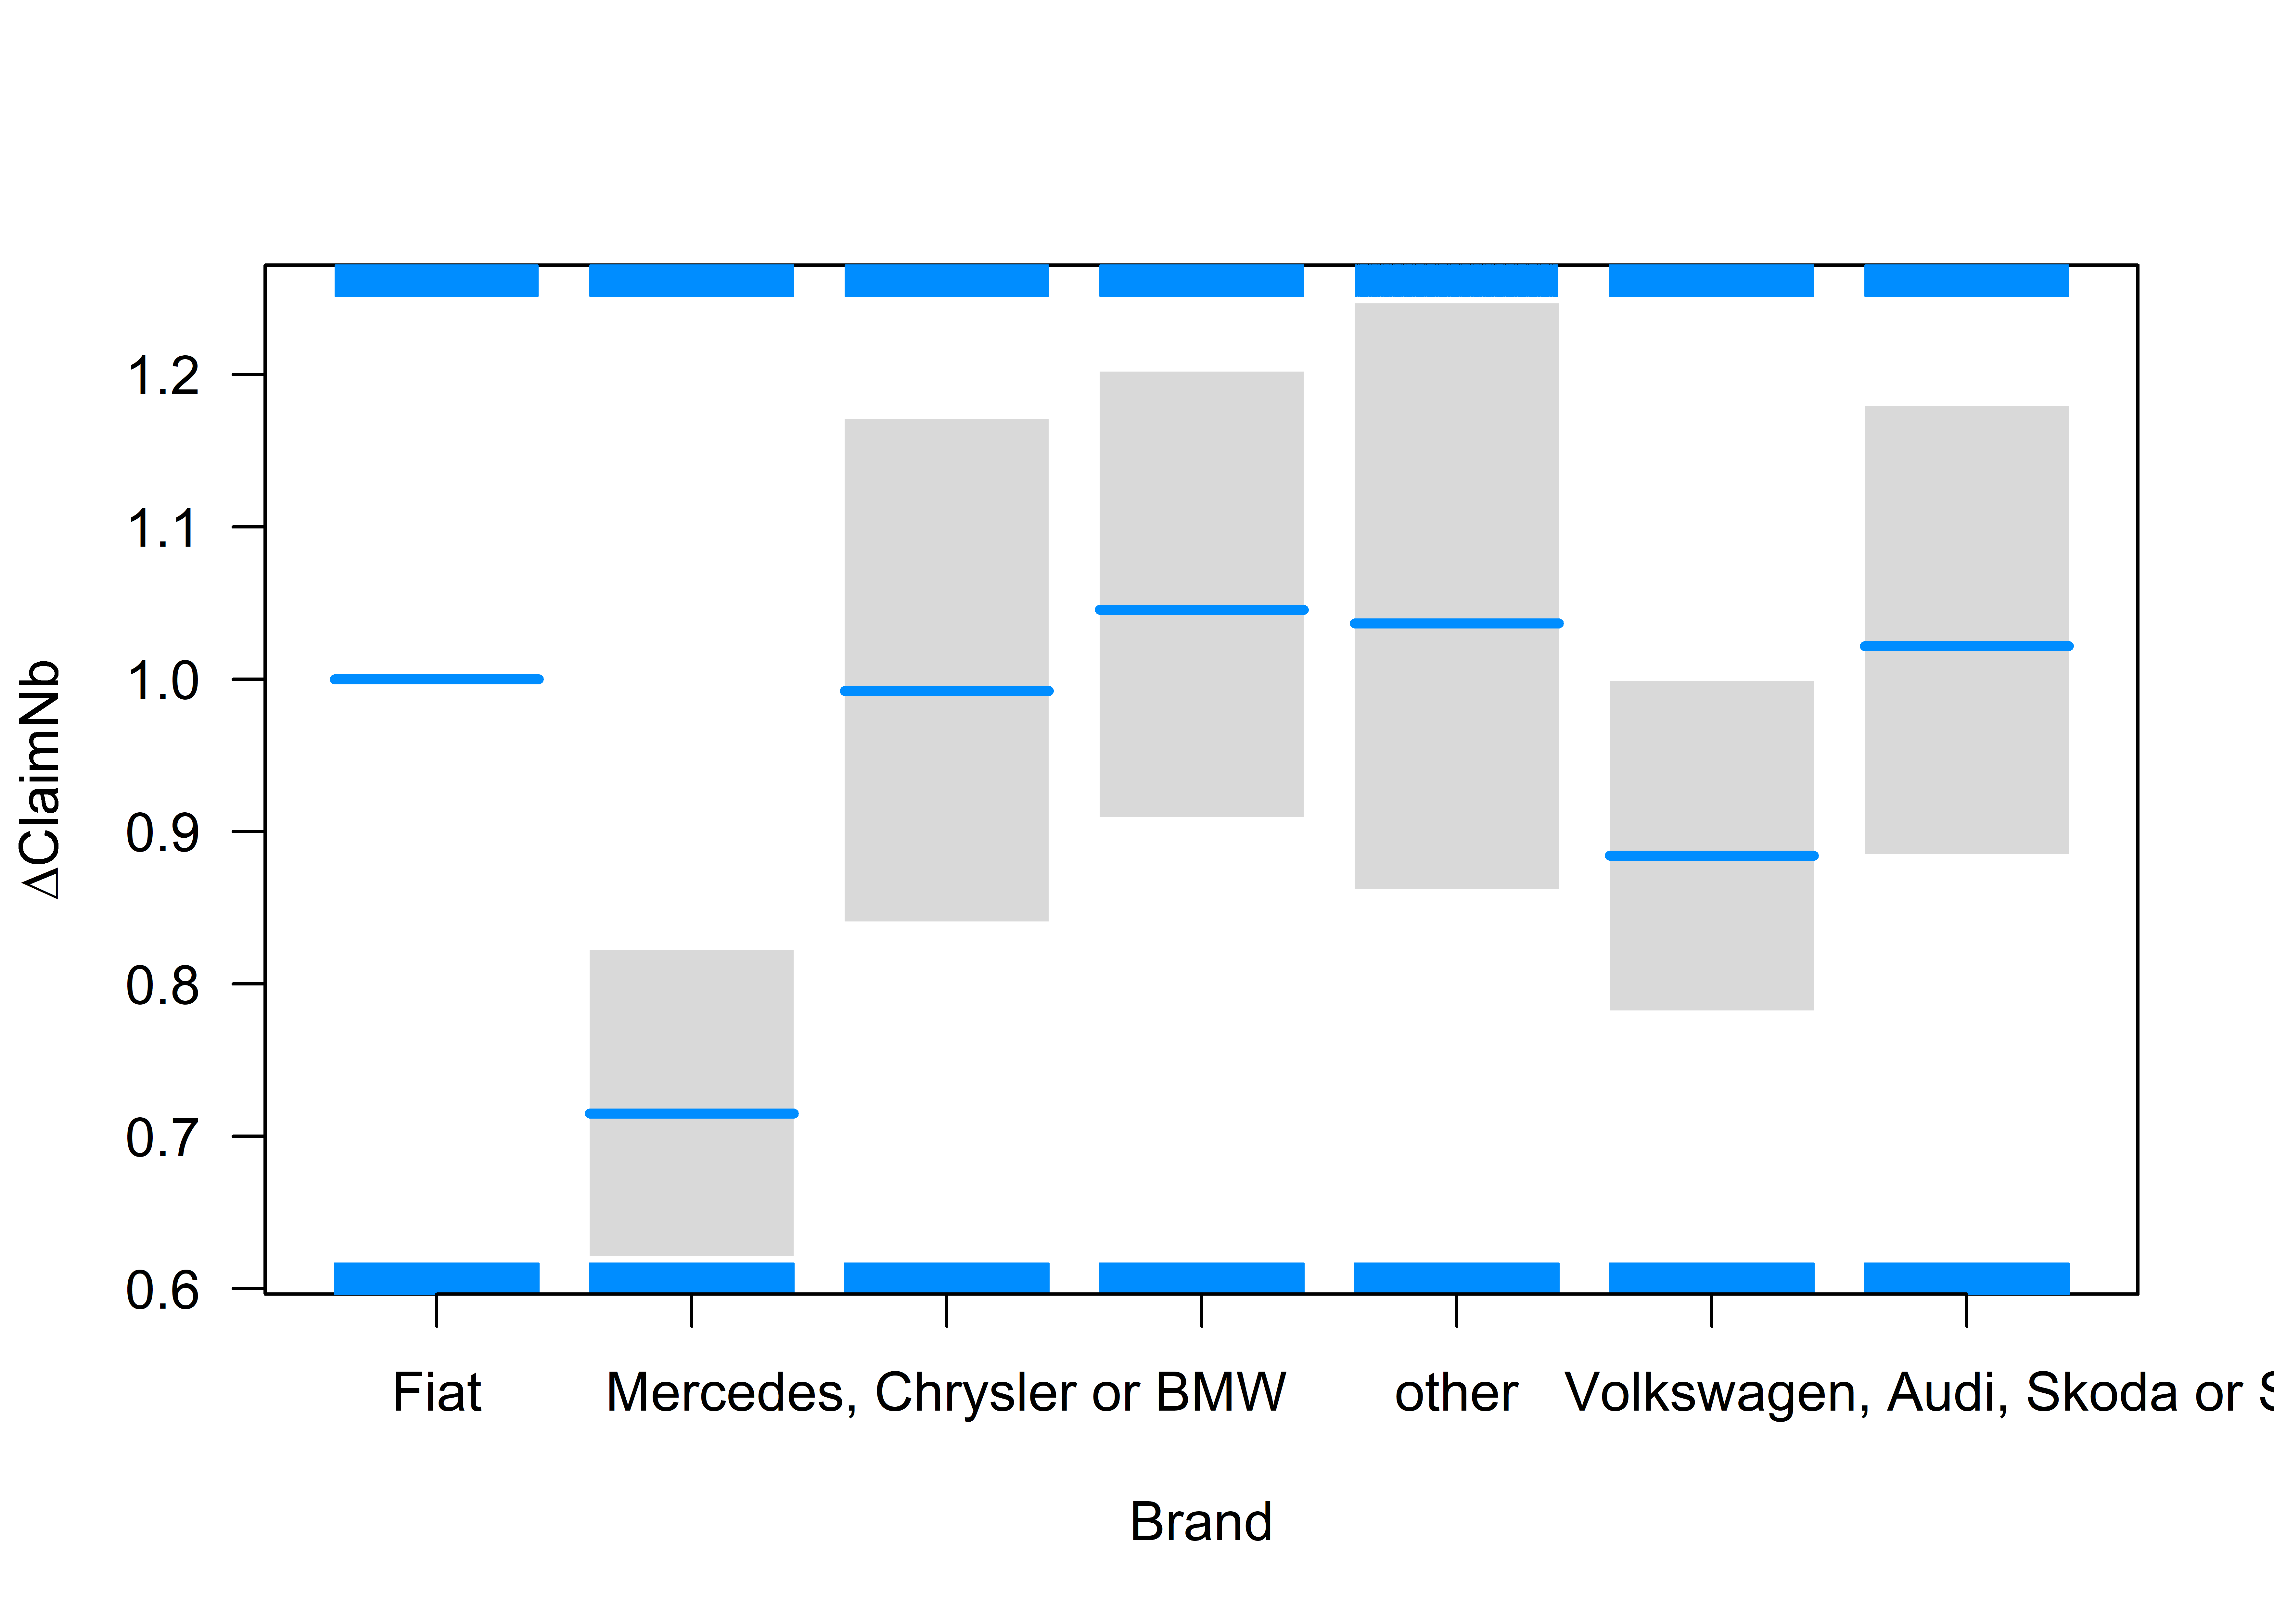 ΔClaimNb
1.2
1.1
1.0
0.9
0.8
0.7
0.6
Fiat Mercedes, Chrysler or BMW other Volkswagen, Audi, Skoda or S
Brand